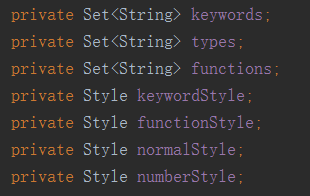 private Set<String> keywords;
private Set<String> types;
private Set<String> functions;
private Style keywordStyle;
private Style functionStyle;
private Style normalStyle;
private Style numberStyle;